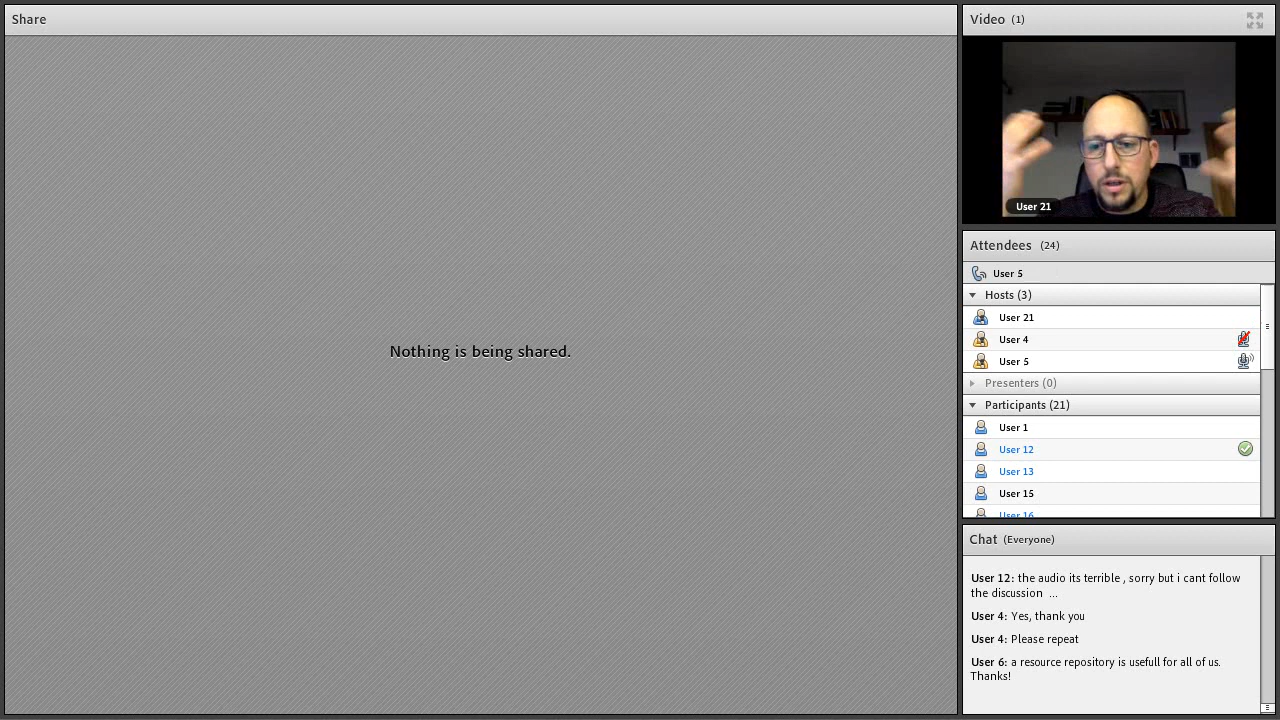 Share
Nothing is being shared.
Video (1)
User 21
Attendees (24)
User 5
Hosts (3)
User 21
User 4
User 5
Presenters (0)
Participants (21)
User 1
User 12
User 13
User 15
User 16
Chat (Everyone)
User 12: the audio its terrible , sorry but i cant follow
the discussion ...
User 4: Yes, thank you
User 4: Please repeat
User 6: a resource repository is usefull for all of us.
Thanks!